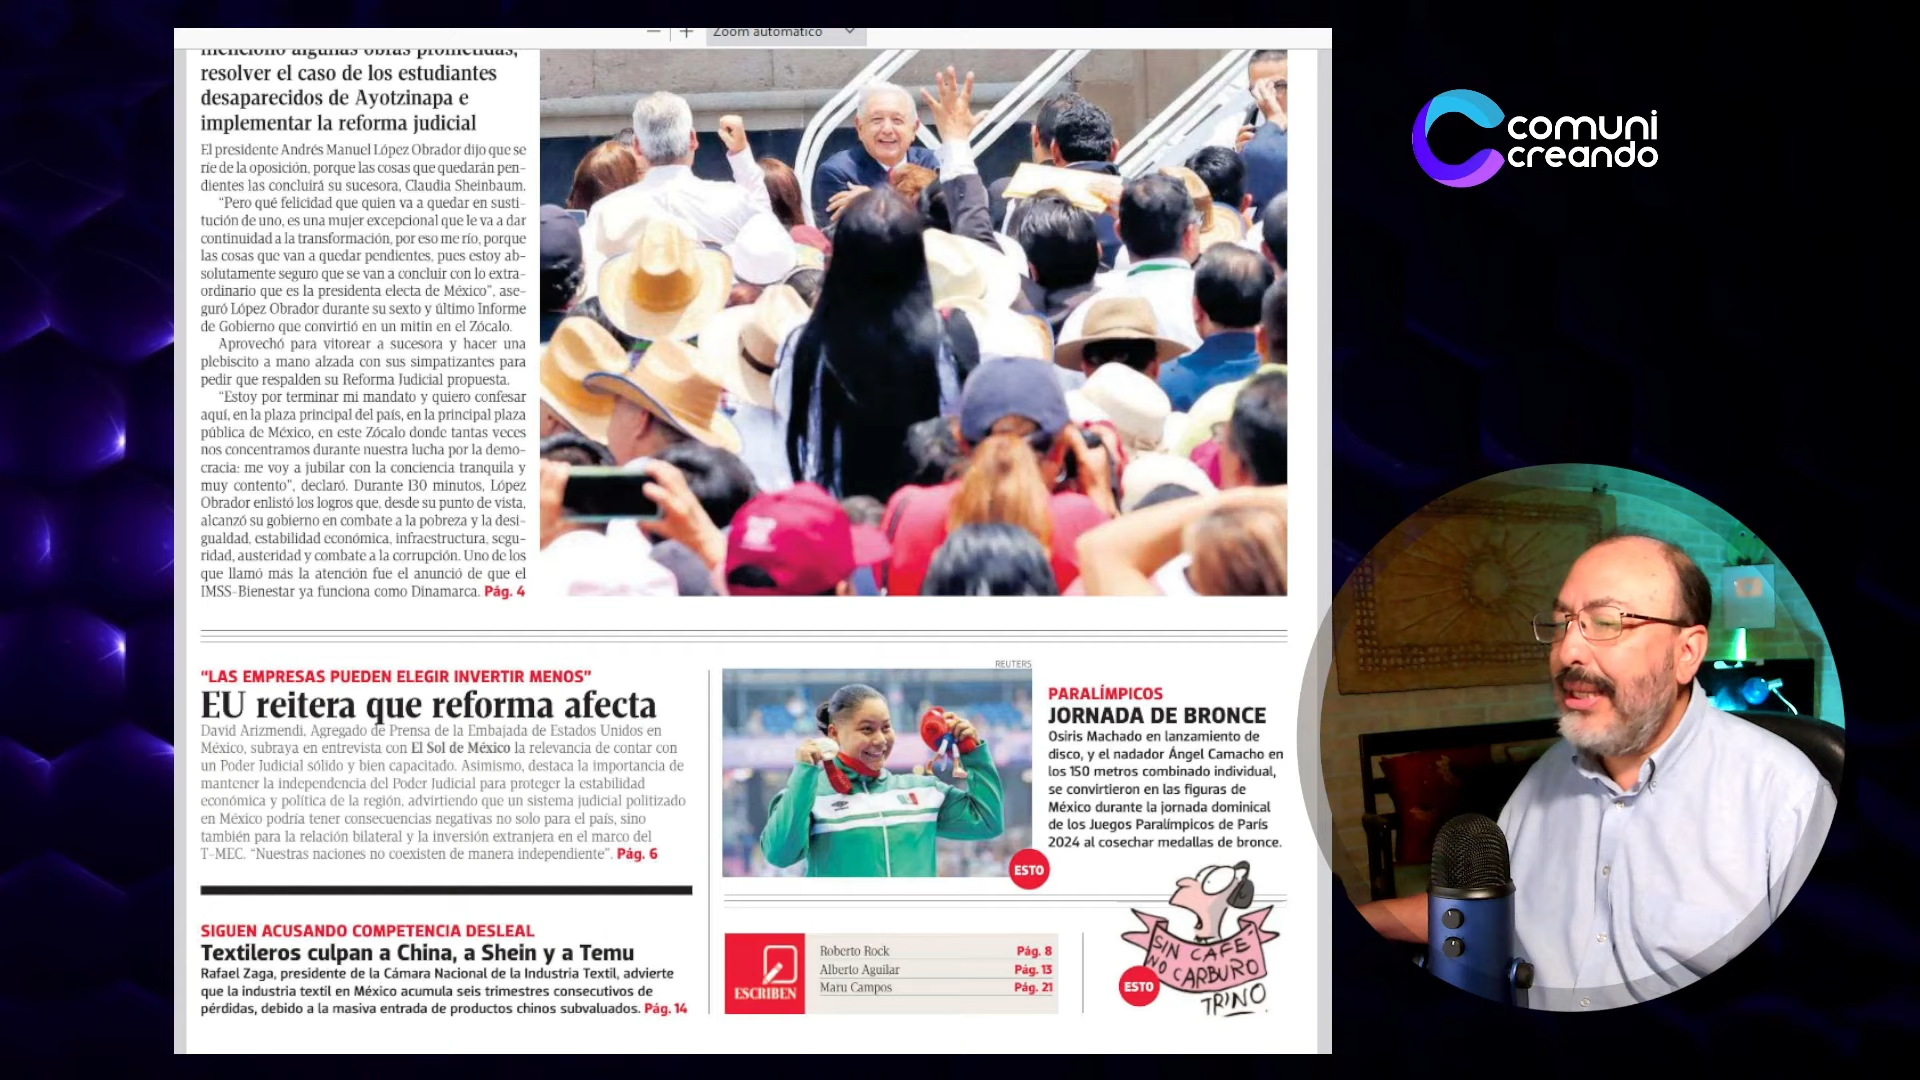 Zoom automático
mencionó algunas obras prometidas,
resolver el caso de los estudiantes
desaparecidos de Ayotzinapa e
implementar la reforma judicial
El presidente Andrés Manuel López Obrador dijo que se
ríe de la oposición, porque las cosas que quedarán pen-
dientes las concluirá su sucesora, Claudia Sheinbaum.
“Pero qué felicidad que quien va a quedar en susti-
tución de uno, es una mujer excepcional que le va a dar
continuidad a la transformación, por eso me río, porque
las cosas que van a quedar pendientes, pues estoy ab-
solutamente seguro que se van a concluir con lo extra-
ordinario que es la presidenta electa de México”, ase-
guró López Obrador durante su sexto y último Informe
de Gobierno que convirtió en un mitin en el Zócalo.
Aprovechó para vitorear a sucesora y hacer una
plebiscito a mano alzada con sus simpatizantes para
pedir que respalden su Reforma Judicial propuesta.
“Estoy por terminar mi mandato y quiero confesar
aquí, en la plaza principal del país, en la principal plaza
pública de México, en este Zócalo donde tantas veces
nos concentramos durante nuestra lucha por la demo-
cracia: me voy a jubilar con la conciencia tranquila y
muy contento”, declaró. Durante 130 minutos, López
Obrador enlistó los logros que, desde su punto de vista,
alcanzó su gobierno en combate a la pobreza y la desi-
gualdad, estabilidad económica, infraestructura, segu-
ridad, austeridad y combate a la corrupción. Uno de los
que llamó más la atención fue el anunció de que el
IMSS-Bienestar ya funciona como Dinamarca. Pág. 4
“LAS EMPRESAS PUEDEN ELEGIR INVERTIR MENOS”
EU reitera que reforma afecta
David Arizmendi, Agregado de Prensa de la Embajada de Estados Unidos en
México, subraya en entrevista con El Sol de México la relevancia de contar con
un Poder Judicial sólido y bien capacitado. Asimismo, destaca la importancia de
mantener la independencia del Poder Judicial para proteger la estabilidad
económica y política de la región, advirtiendo que un sistema judicial politizado
en México podría tener consecuencias negativas no solo para el país, sino
también para la relación bilateral y la inversión extranjera en el marco del
T-MEC. “Nuestras naciones no coexisten de manera independiente”. Pág. 6
SIGUEN ACUSANDO COMPETENCIA DESLEAL
Textileros culpan a China, a Shein y a Temu
Rafael Zaga, presidente de la Cámara Nacional de la Industria Textil, advierte
que la industria textil en México acumula seis trimestres consecutivos de
pérdidas, debido a la masiva entrada de productos chinos subvaluados. Pág. 14
REUTERS
PARALÍMPICOS
JORNADA DE BRONCE
Osiris Machado en lanzamiento de
disco, y el nadador Ángel Camacho en
los 150 metros combinado individual,
se convirtieron en las figuras de
México durante la jornada dominical
de los Juegos Paralímpicos de París
2024 al cosechar medallas de bronce.
ESTO
ESCRIBEN
Roberto Rock Pág. 8
Alberto Aguilar Pág. 13
Maru Campos Pág. 21
SIN CAFÉ
NO CARBURO
TRINO
ESTO
comuni
creando